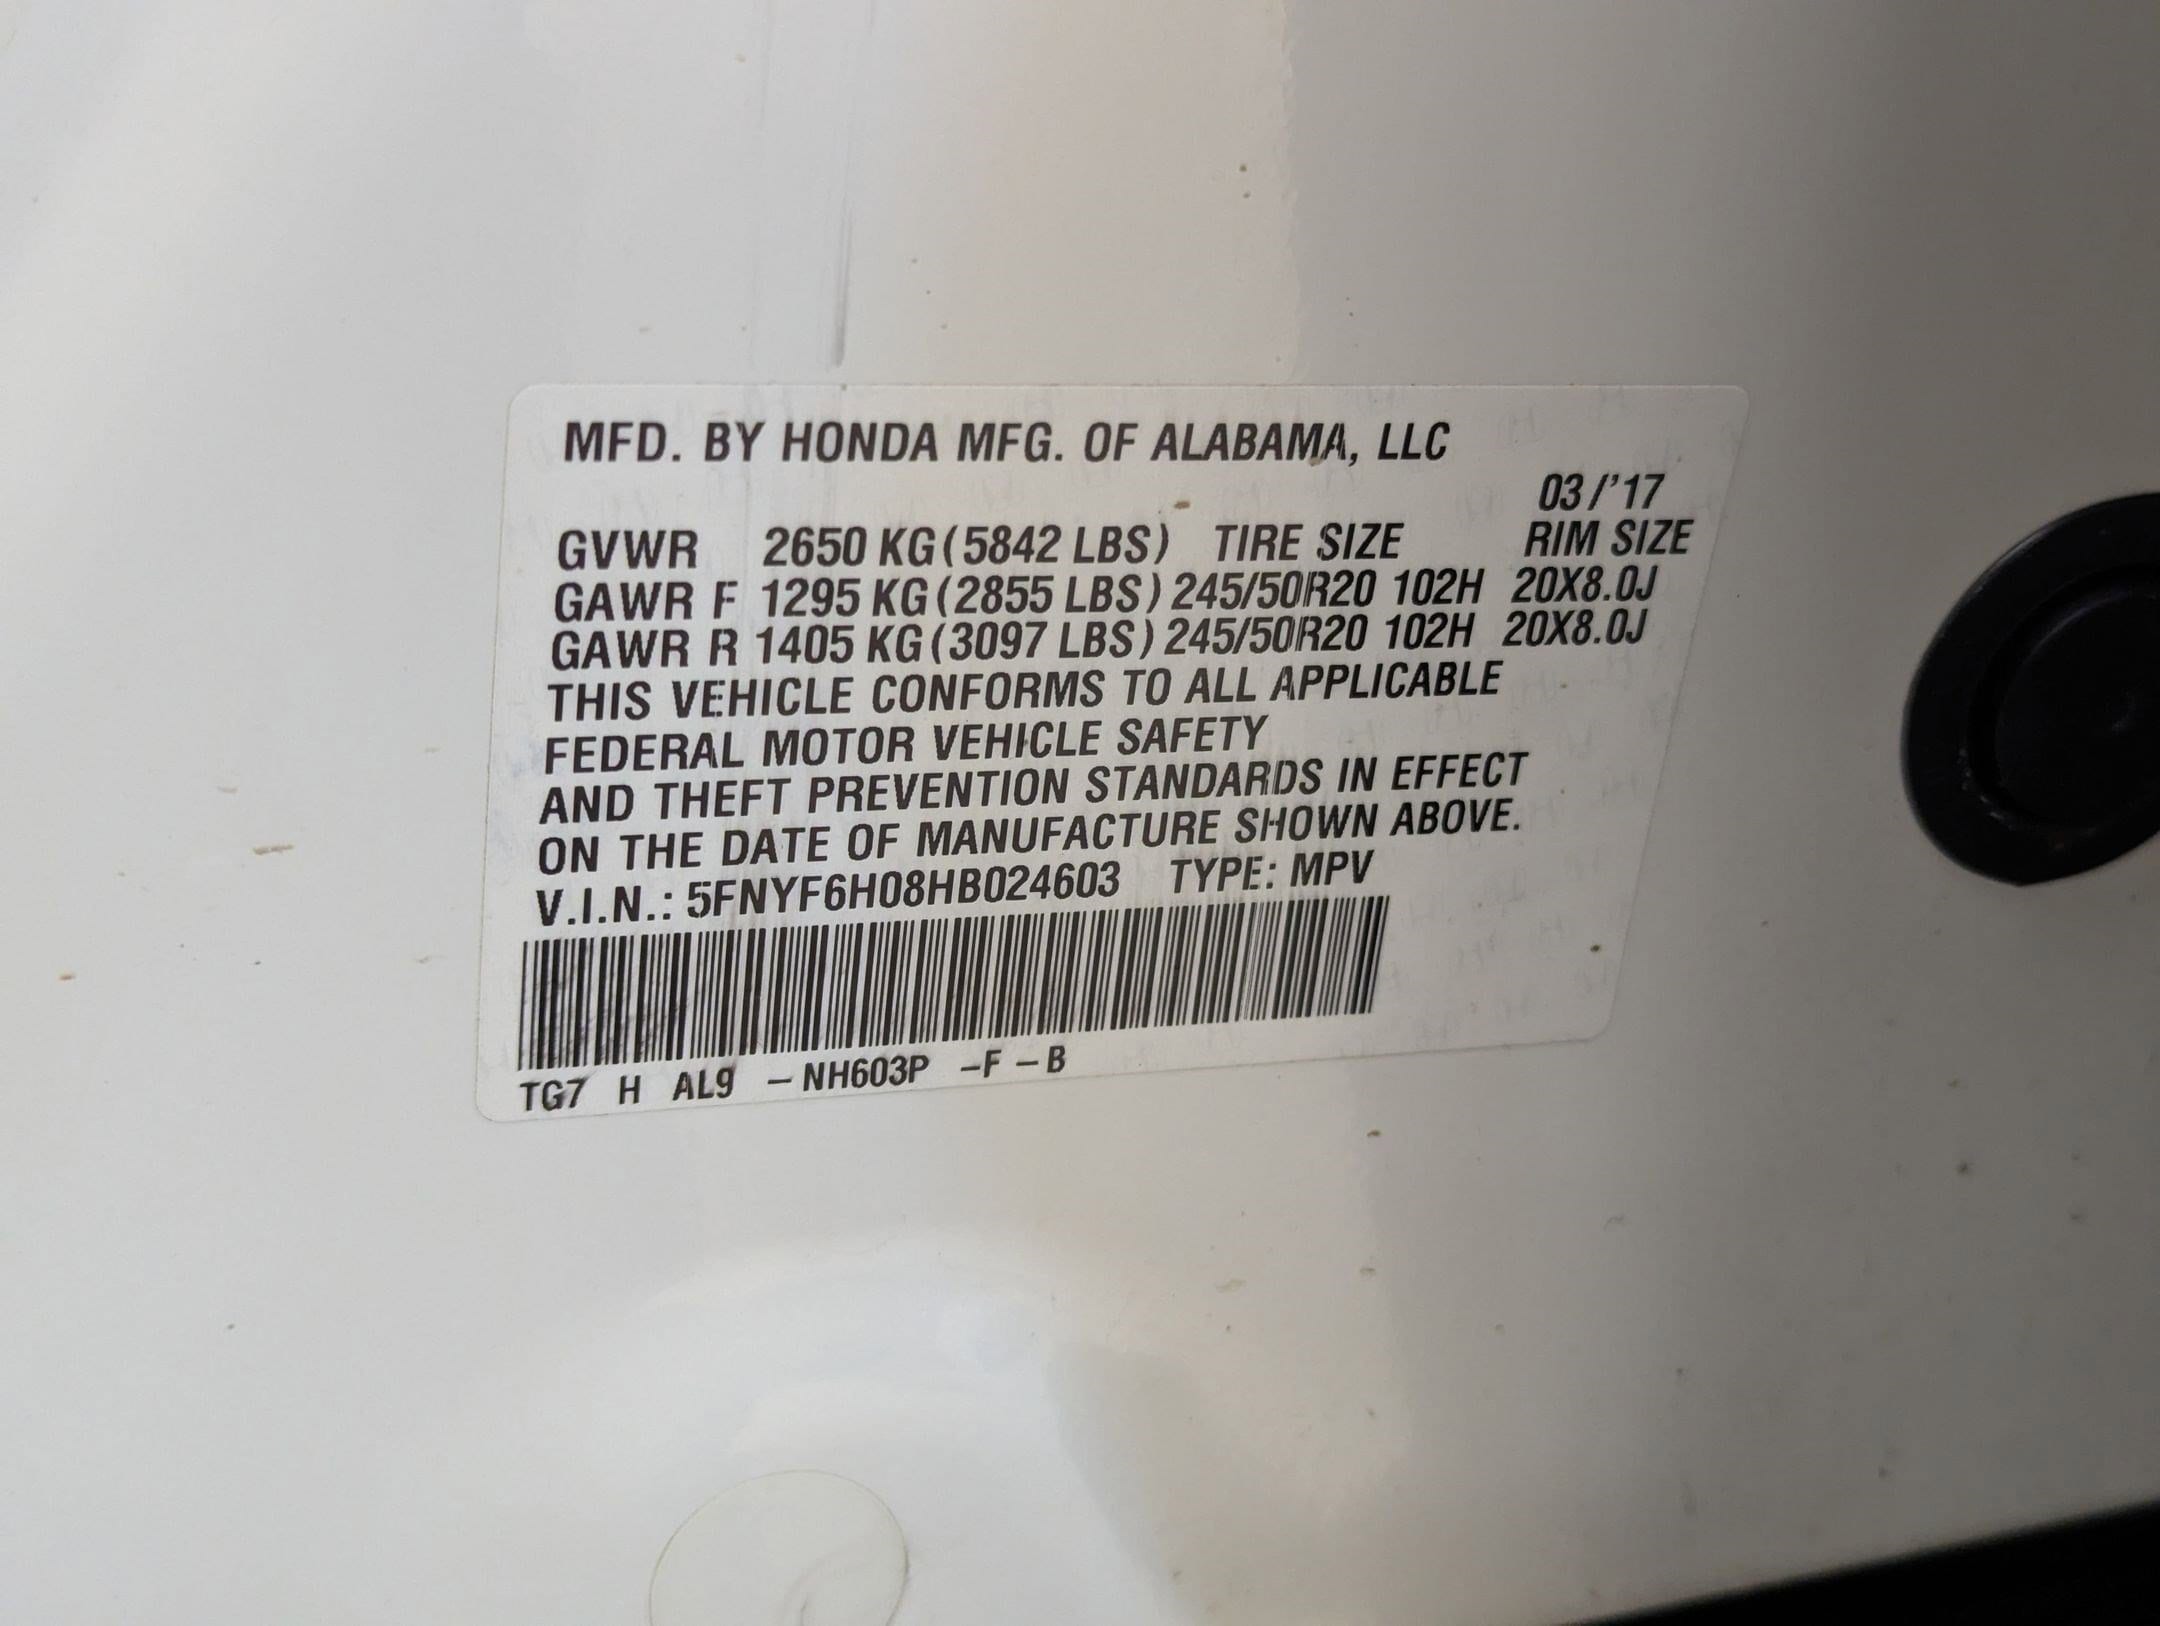 MFD. BY HONDA MFG. OF ALABAMA, LLC
03/'17
GVWR 2650 KG (5842 LBS) TIRE SIZE RIM SIZE
GAWR F 1295 KG (2855 LBS) 245/50R20 102H 20X8.0J
GAWR R 1405 KG (3097 LBS) 245/50R20 102H 20X8.0J
THIS VEHICLE CONFORMS TO ALL APPLICABLE
FEDERAL MOTOR VEHICLE SAFETY
AND THEFT PREVENTION STANDARDS IN EFFECT
ON THE DATE OF MANUFACTURE SHOWN ABOVE.
V.I.N.: 5FNYF6H08HB024603 TYPE: MPV
TG7 H AL9 – NH603P – F – B